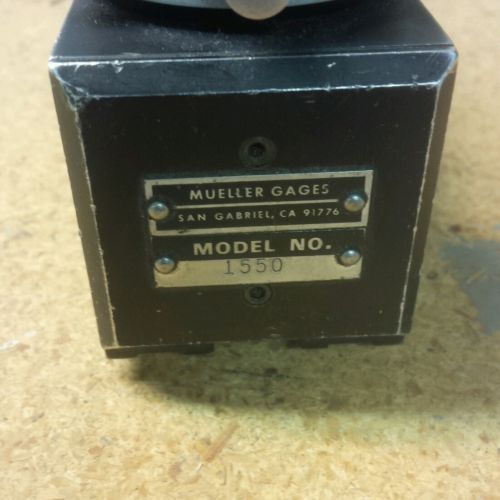 MUELLER GAGES
SAN GABRIEL, CA 91776
MODEL NO.
1550